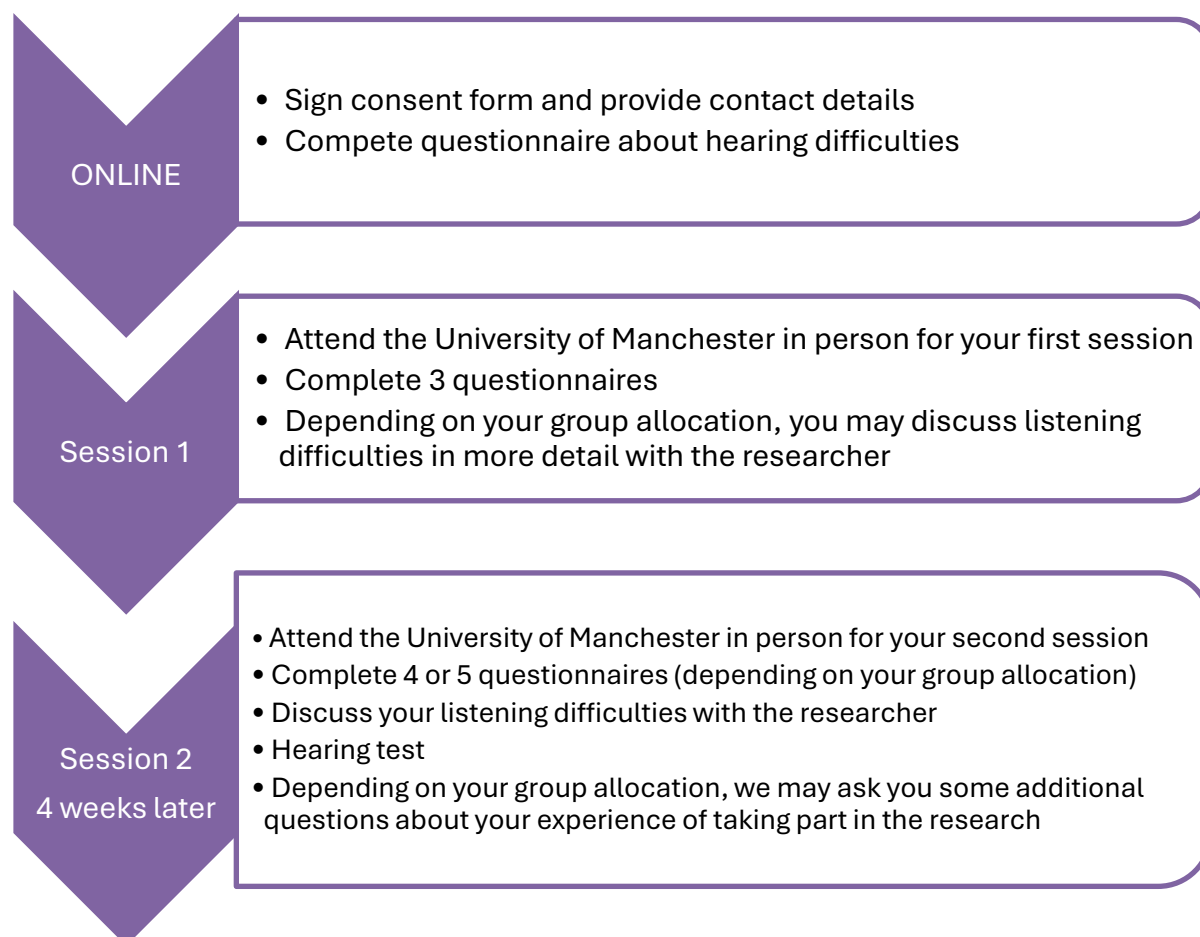 ONLINE
• Sign consent form and provide contact details
• Compete questionnaire about hearing difficulties
Session 1
• Attend the University of Manchester in person for your first session
• Complete 3 questionnaires
• Depending on your group allocation, you may discuss listening
difficulties in more detail with the researcher
Session 2
4 weeks later
• Attend the University of Manchester in person for your second session
• Complete 4 or 5 questionnaires (depending on your group allocation)
• Discuss your listening difficulties with the researcher
• Hearing test
• Depending on your group allocation, we may ask you some additional
questions about your experience of taking part in the research